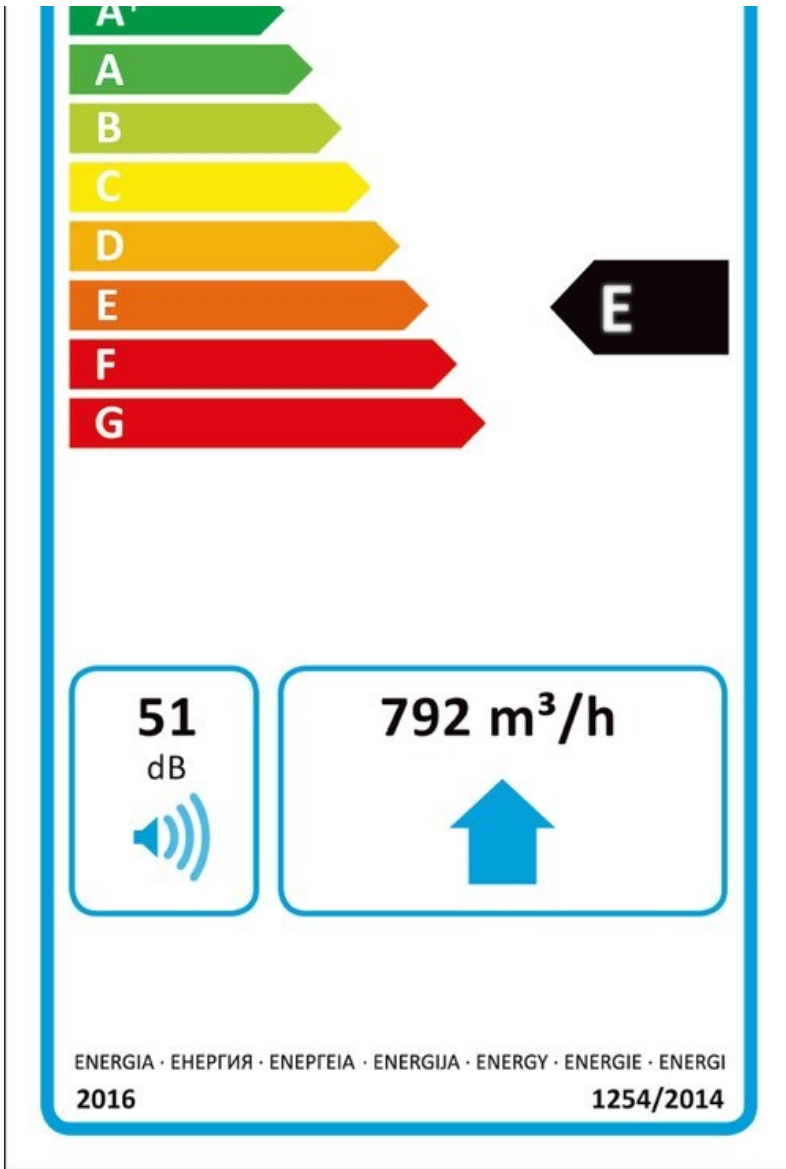 A+
A
B
C
D
E
E
F
G
51
dB
792 m³/h
ENERGIA · ЕНЕРГИЯ · ΕΝΕΡΓΕΙΑ · ENERGIJA · ENERGY · ENERGIE · ENERGI
2016
1254/2014